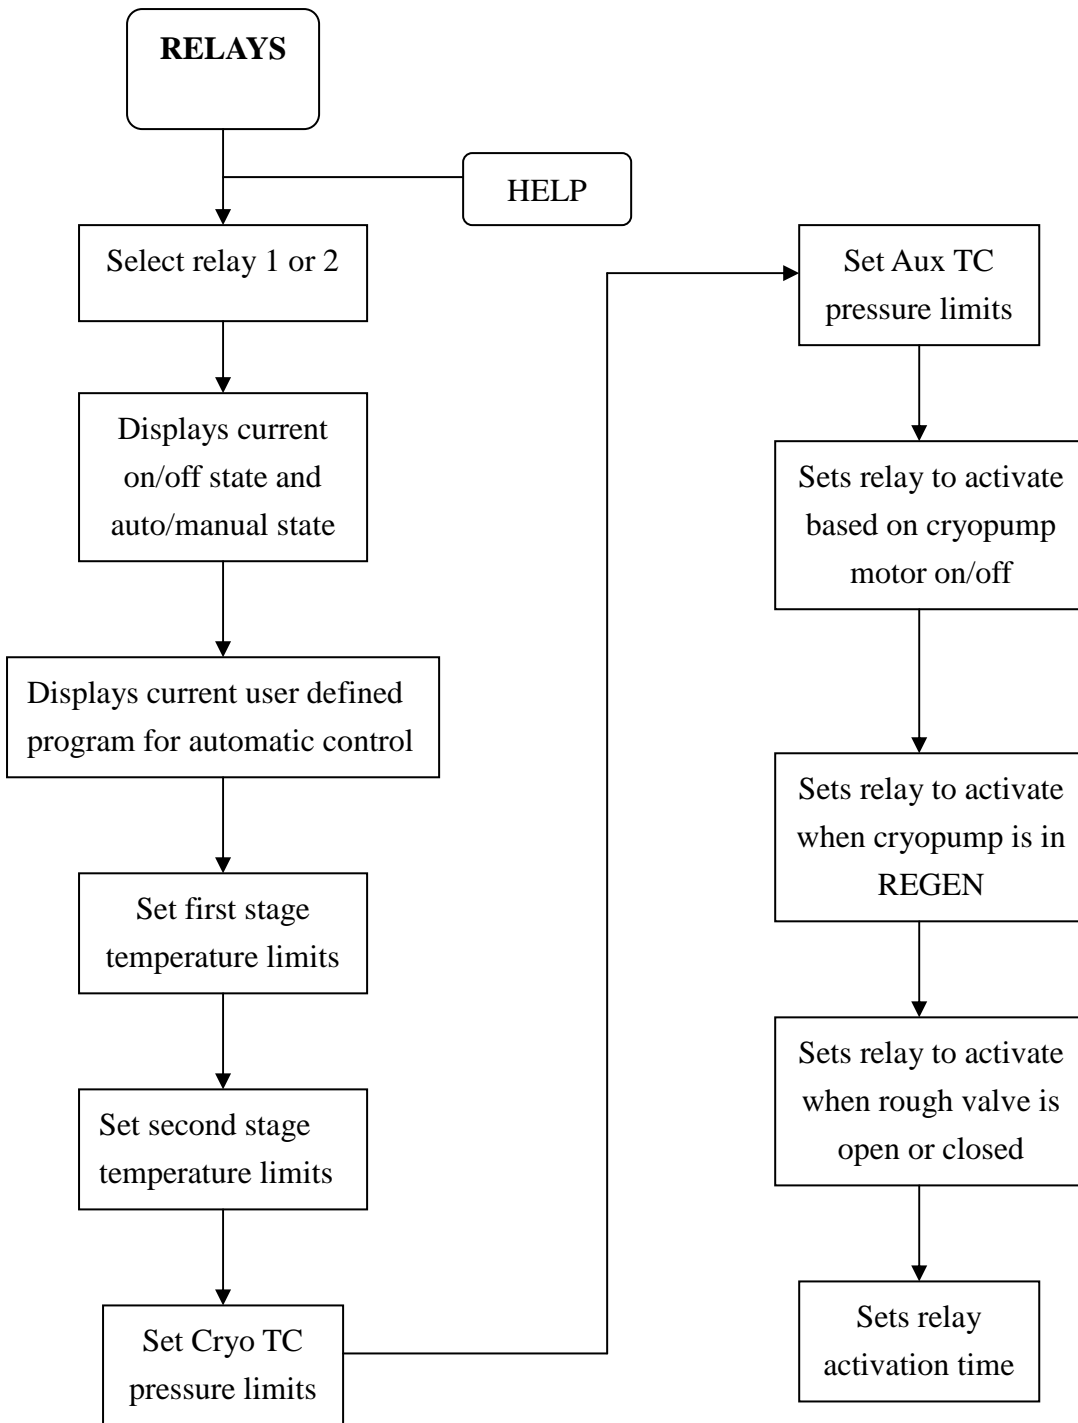 RELAYS
HELP
Select relay 1 or 2
Displays current
on/off state and
auto/manual state
Displays current user defined
program for automatic control
Set first stage
temperature limits
Set second stage
temperature limits
Set Cryo TC
pressure limits
Set Aux TC
pressure limits
Sets relay to activate
based on cryopump
motor on/off
Sets relay to activate
when cryopump is in
REGEN
Sets relay to activate
when rough valve is
open or closed
Sets relay
activation time